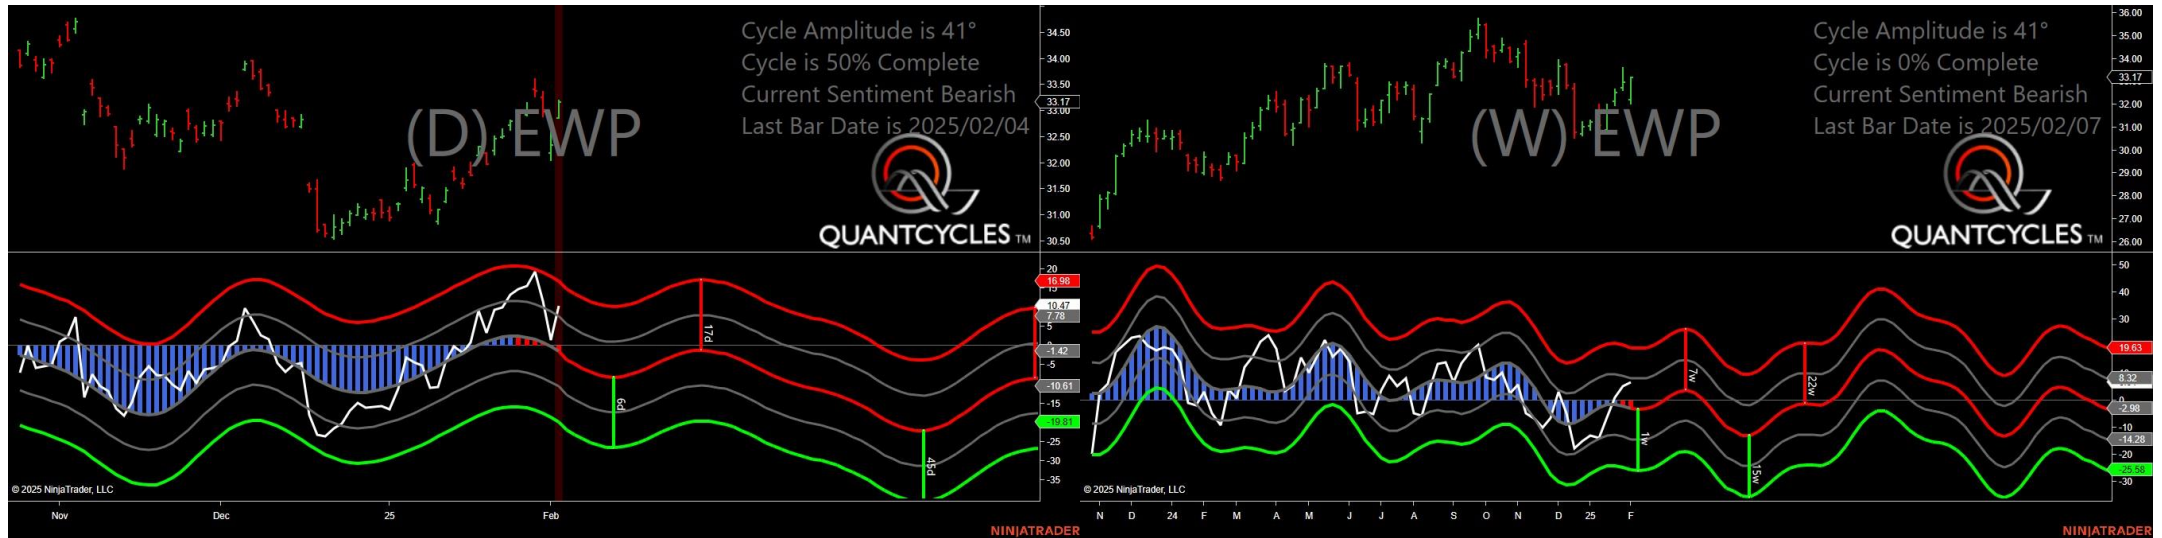 Cycle Amplitude is 41°
Cycle is 50% Complete
Current Sentiment Bearish
Last Bar Date is 2025/02/04
(D) EWP
QUANTCYCLES TM
34.50
34.00
33.50
33.17
33.00
32.50
32.00
31.50
31.00
30.50
20
16.98
15
10.47
7.78
5
-1.42
-5
-10.61
-15
-19.81
-25
-30
-35
17d
6d
45d
© 2025 NinjaTrader, LLC
Nov
Dec
25
Feb
NINJATRADER
Cycle Amplitude is 41°
Cycle is 0% Complete
Current Sentiment Bearish
Last Bar Date is 2025/02/07
(W) EWP
QUANTCYCLES TM
36.00
35.00
34.00
33.17
32.00
31.00
30.00
29.00
28.00
27.00
26.00
50
40
30
19.63
8.32
0
-2.98
-10
-14.28
-20
-25.58
-30
7w
22w
1w
15w
© 2025 NinjaTrader, LLC
N
D
24
F
M
A
M
J
J
A
S
O
N
D
25
F
NINJATRADER